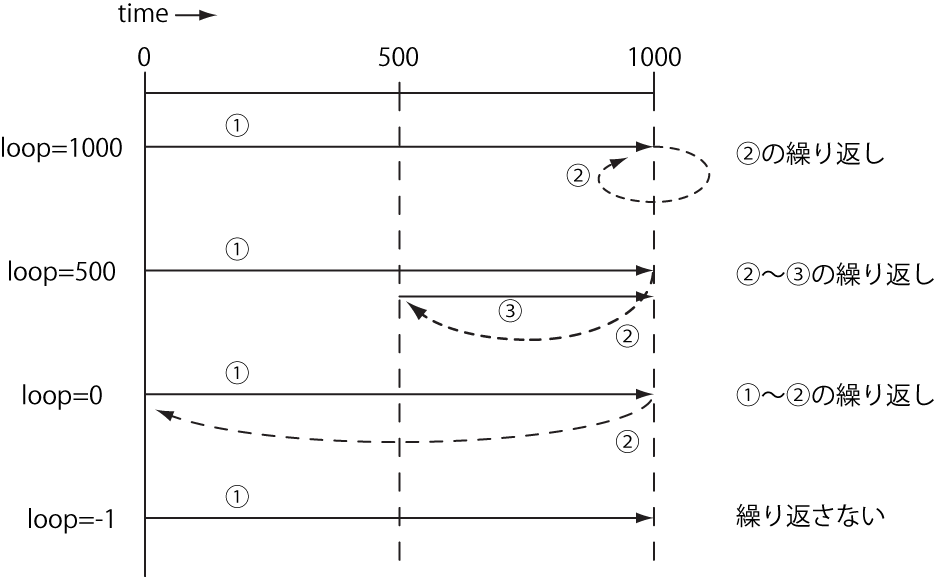 time
0 500 1000
①
loop=1000 ②の繰り返し
②
①
loop=500 ②～③の繰り返し
③
②
①
loop=0 ①～②の繰り返し
②
①
loop=-1 繰り返さない